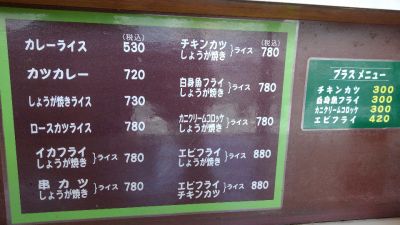 (税込)
カレーライス 530
カツカレー 720
しょうが焼きライス 730
ロースカツライス 780
イカフライ
しょうが焼き }ライス 780
串カツ
しょうが焼き }ライス 780
(税込)
チキンカツ
しょうが焼き }ライス 780
白身魚フライ
しょうが焼き }ライス 780
カニクリームコロッケ
しょうが焼き }ライス 780
エビフライ
しょうが焼き }ライス 880
エビフライ
チキンカツ }ライス 880
プラスメニュー
チキンカツ 300
白身魚フライ 300
カニクリームコロッケ 300
エビフライ 420